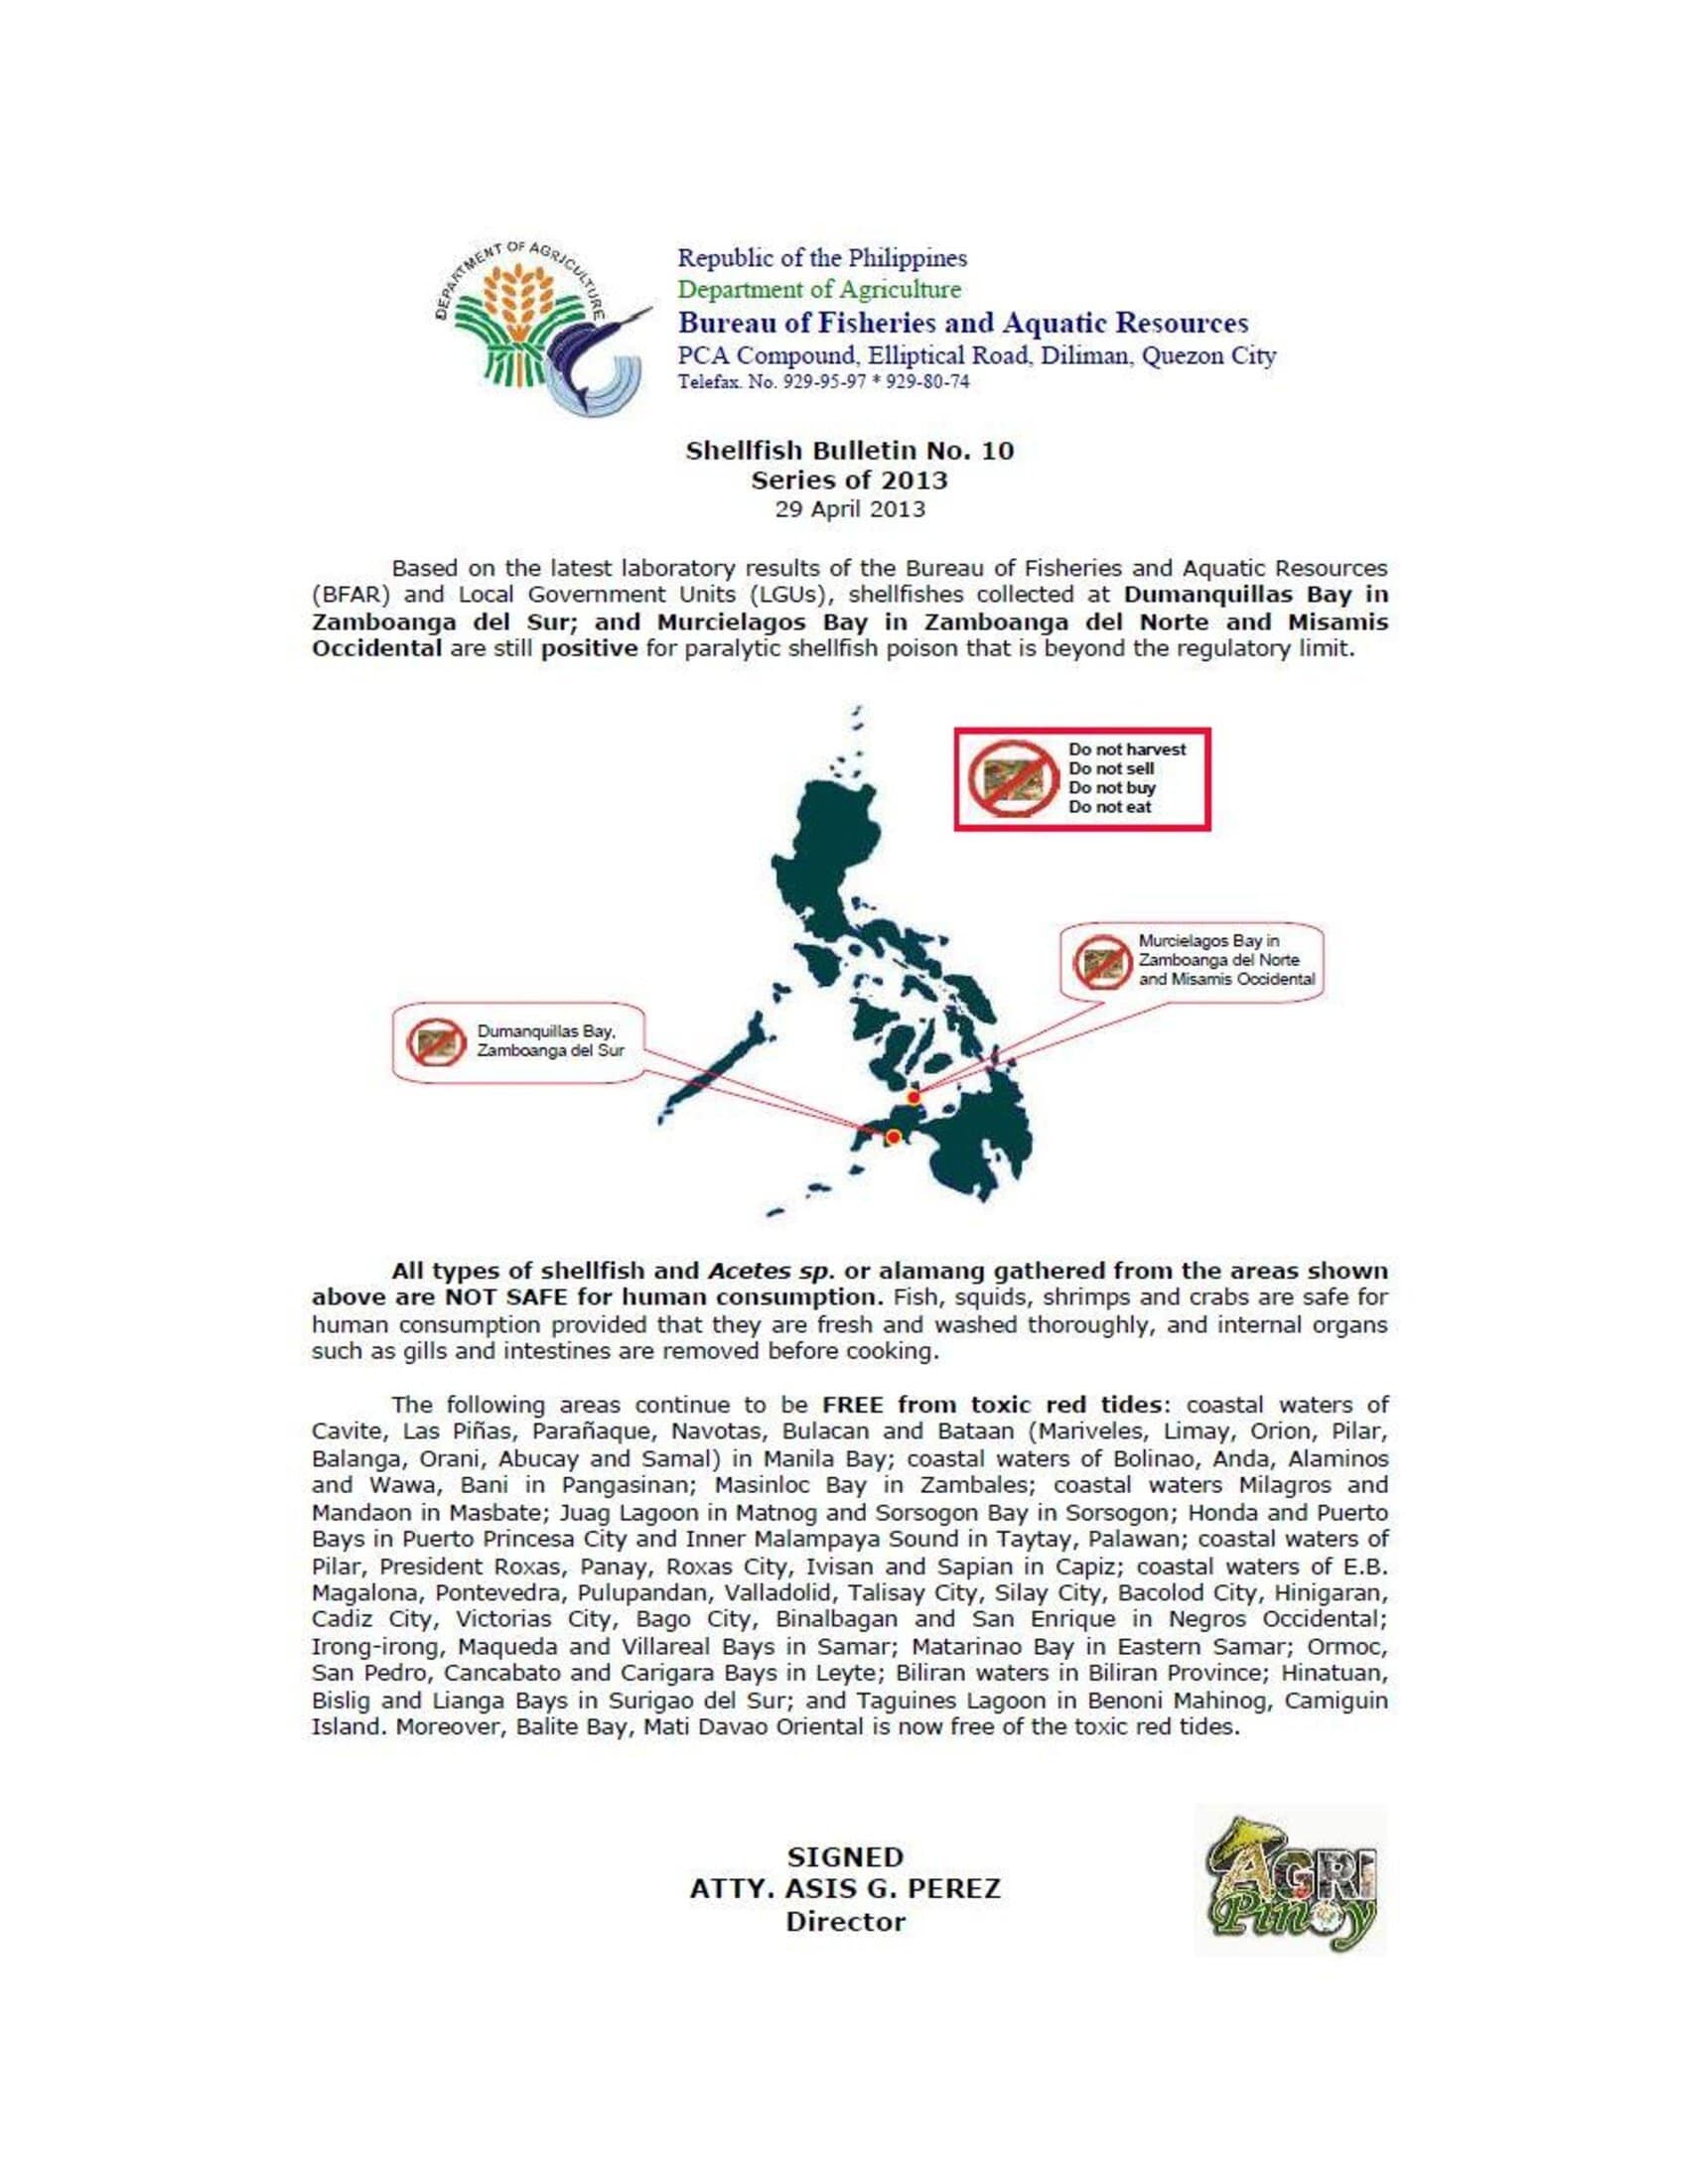 DEPARTMENT OF AGRICULTURE
Republic of the Philippines
Department of Agriculture
Bureau of Fisheries and Aquatic Resources
PCA Compound, Elliptical Road, Diliman, Quezon City
Telefax. No. 929-95-97 * 929-80-74
Shellfish Bulletin No. 10
Series of 2013
29 April 2013
Based on the latest laboratory results of the Bureau of Fisheries and Aquatic Resources
(BFAR) and Local Government Units (LGUs), shellfishes collected at Dumanquillas Bay in
Zamboanga del Sur; and Murcielagos Bay in Zamboanga del Norte and Misamis
Occidental are still positive for paralytic shellfish poison that is beyond the regulatory limit.
Do not harvest
Do not sell
Do not buy
Do not eat
Murcielagos Bay in
Zamboanga del Norte
and Misamis Occidental
Dumanquillas Bay,
Zamboanga del Sur
All types of shellfish and Acetes sp. or alamang gathered from the areas shown
above are NOT SAFE for human consumption. Fish, squids, shrimps and crabs are safe for
human consumption provided that they are fresh and washed thoroughly, and internal organs
such as gills and intestines are removed before cooking.
The following areas continue to be FREE from toxic red tides: coastal waters of
Cavite, Las Piñas, Parañaque, Navotas, Bulacan and Bataan (Mariveles, Limay, Orion, Pilar,
Balanga, Orani, Abucay and Samal) in Manila Bay; coastal waters of Bolinao, Anda, Alaminos
and Wawa, Bani in Pangasinan; Masinloc Bay in Zambales; coastal waters Milagros and
Mandaon in Masbate; Juag Lagoon in Matnog and Sorsogon Bay in Sorsogon; Honda and Puerto
Bays in Puerto Princesa City and Inner Malampaya Sound in Taytay, Palawan; coastal waters of
Pilar, President Roxas, Panay, Roxas City, Ivisan and Sapian in Capiz; coastal waters of E.B.
Magalona, Pontevedra, Pulupandan, Valladolid, Talisay City, Silay City, Bacolod City, Hinigaran,
Cadiz City, Victorias City, Bago City, Binalbagan and San Enrique in Negros Occidental;
Irong-irong, Maqueda and Villareal Bays in Samar; Matarinao Bay in Eastern Samar; Ormoc,
San Pedro, Cancabato and Carigara Bays in Leyte; Biliran waters in Biliran Province; Hinatuan,
Bislig and Lianga Bays in Surigao del Sur; and Taguines Lagoon in Benoni Mahinog, Camiguin
Island. Moreover, Balite Bay, Mati Davao Oriental is now free of the toxic red tides.
SIGNED
ATTY. ASIS G. PEREZ
Director
AGRI
Pinoy